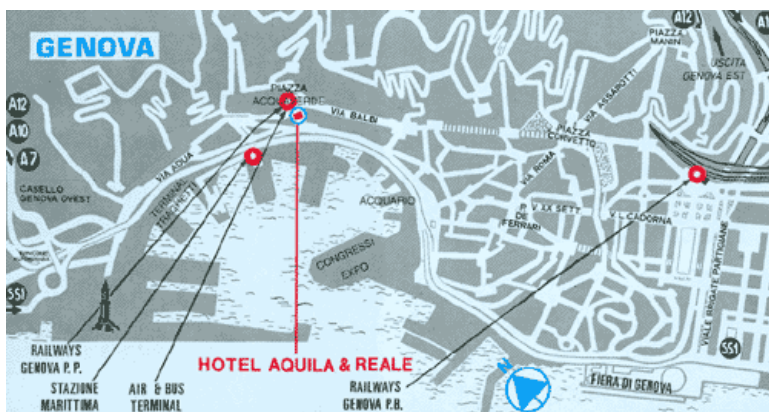 GENOVA
PIAZZA
ACQUAVERDE
VIA BALBI
A12
PIAZZA
MANIN
USCITA
GENOVA EST
VIA ASSAROTTI
PIAZZA
CORVETTO
VIA ROMA
A12
A10
A7
CASELLO
GENOVA OVEST
VIA ADUA
TERMINAL
TRAGHETTI
ACQUARIO
CONGRESSI
EXPO
P.
DE
FERRARI
V. XX SETT.
V.L. CADORNA
VIALE BRIGATE PARTIGIANE
SS1
SS1
RAILWAYS
GENOVA P.P.
STAZIONE
MARITTIMA
AIR & BUS
TERMINAL
HOTEL AQUILA & REALE
RAILWAYS
GENOVA P.B.
N
FIERA DI GENOVA